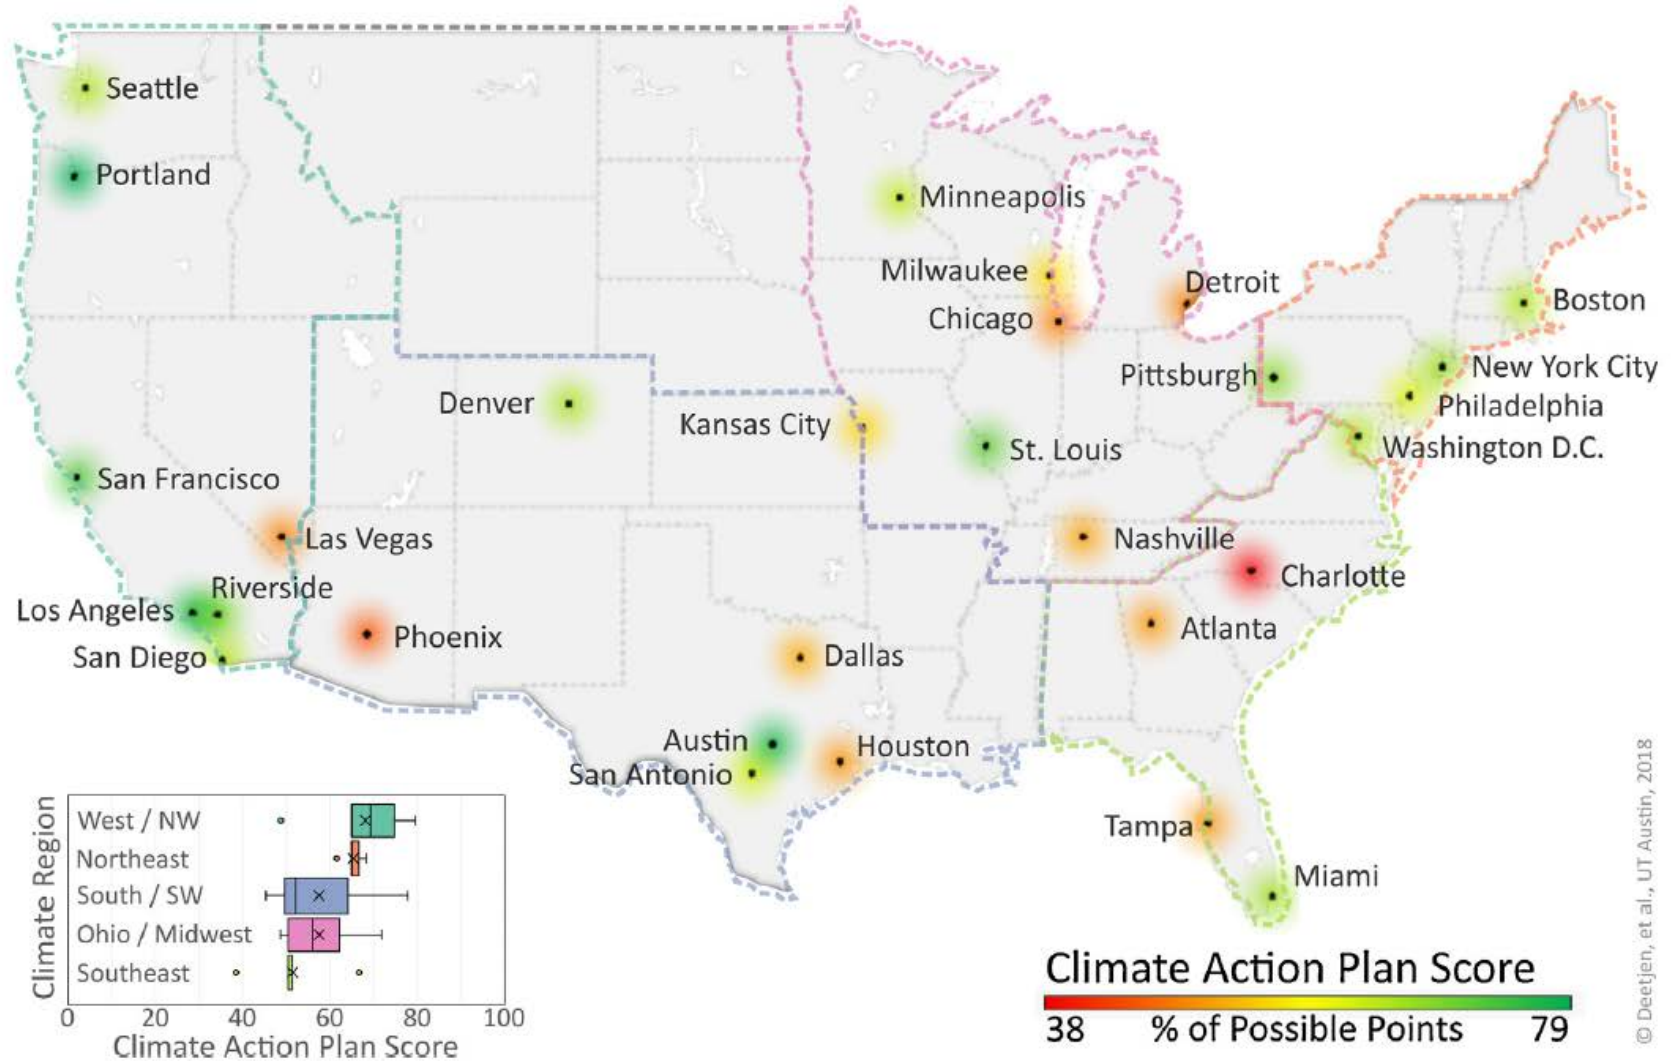 Seattle
Portland
Minneapolis
Milwaukee
Detroit
Chicago
Boston
Pittsburgh
New York City
Denver
Philadelphia
Kansas City
Washington D.C.
St. Louis
San Francisco
Las Vegas
Nashville
Riverside
Charlotte
Los Angeles
Phoenix
Atlanta
San Diego
Dallas
Austin
Houston
San Antonio
Tampa
Miami
Climate Region
West / NW
Northeast
South / SW
Ohio / Midwest
Southeast
0 20 40 60 80 100
Climate Action Plan Score
Climate Action Plan Score
38 % of Possible Points 79
© Deetjen, et al., UT Austin, 2018